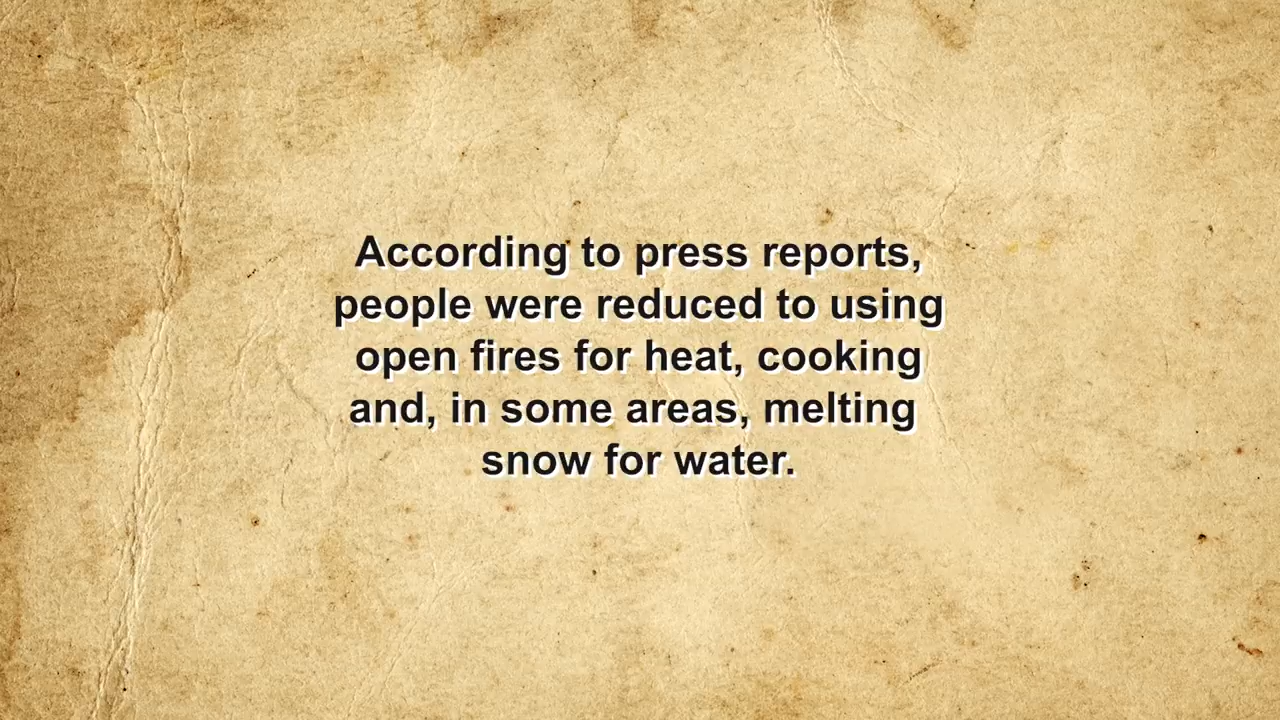 According to press reports,
people were reduced to using
open fires for heat, cooking
and, in some areas, melting
snow for water.